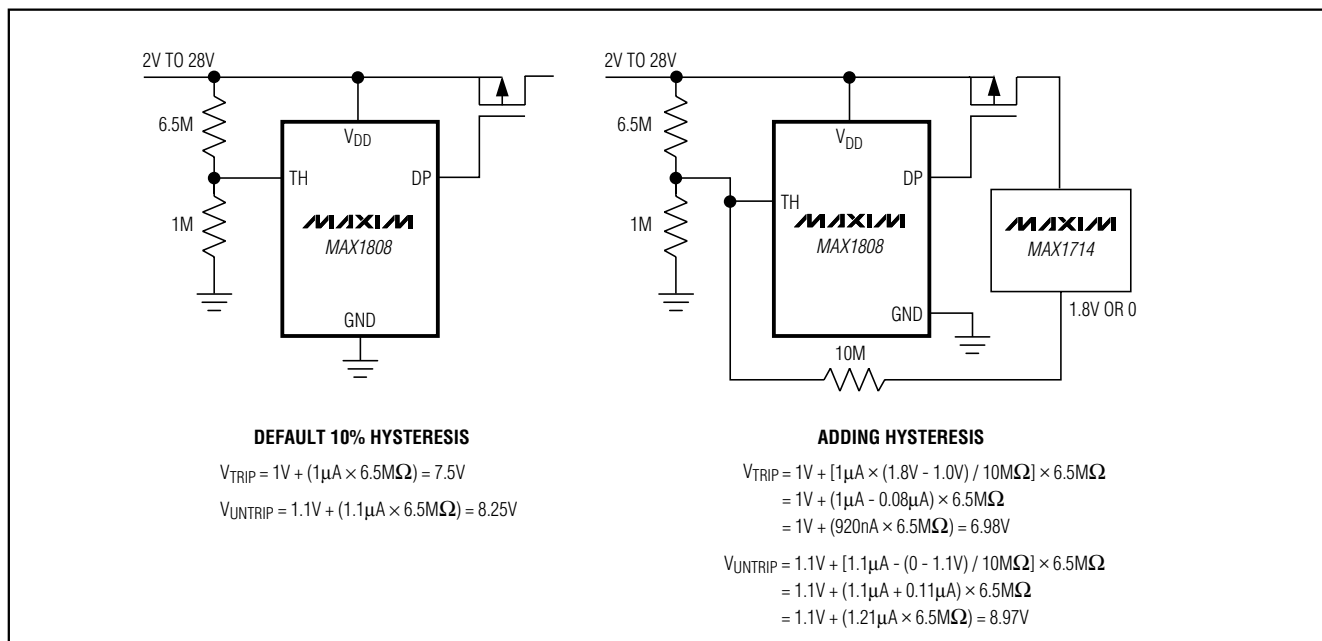 2V TO 28V
6.5M
VDD
TH
DP
1M
MAXIM
MAX1808
GND
DEFAULT 10% HYSTERESIS
VTRIP = 1V + (1µA × 6.5MΩ) = 7.5V
VUNTRIP = 1.1V + (1.1µA × 6.5MΩ) = 8.25V
2V TO 28V
6.5M
VDD
DP
TH
1M
MAXIM
MAX1808
MAXIM
MAX1714
GND
1.8V OR 0
10M
ADDING HYSTERESIS
VTRIP = 1V + [1µA × (1.8V - 1.0V) / 10MΩ] × 6.5MΩ
= 1V + (1µA - 0.08µA) × 6.5MΩ
= 1V + (920nA × 6.5MΩ) = 6.98V
VUNTRIP = 1.1V + [1.1µA - (0 - 1.1V) / 10MΩ] × 6.5MΩ
= 1.1V + (1.1µA + 0.11µA) × 6.5MΩ
= 1.1V + (1.21µA × 6.5MΩ) = 8.97V